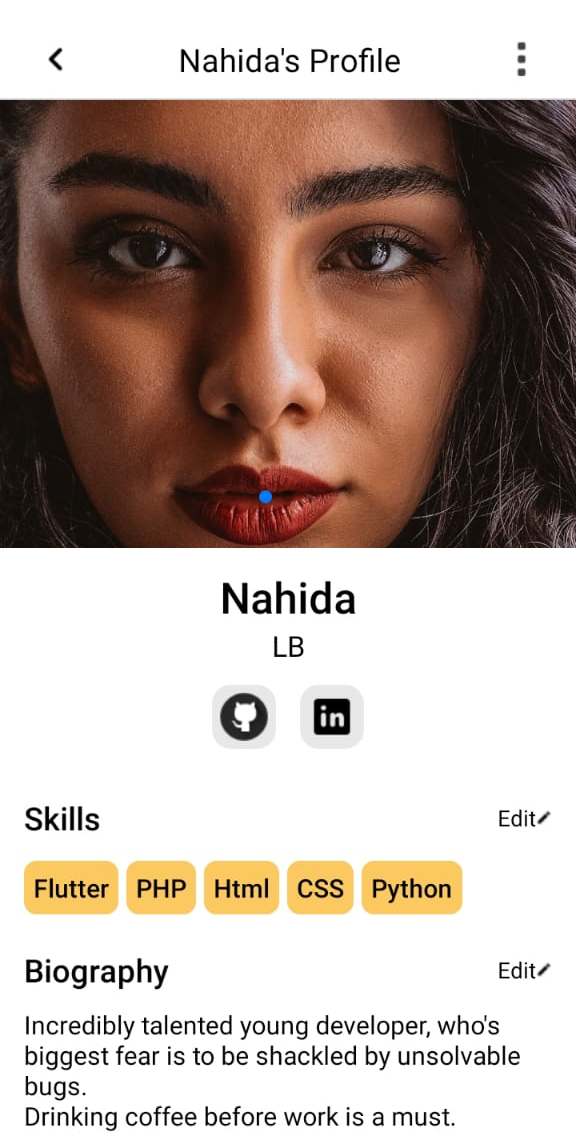 Nahida's Profile
Nahida
LB
in
Skills
Edit
Flutter PHP Html CSS Python
Biography
Edit
Incredibly talented young developer, who's
biggest fear is to be shackled by unsolvable
bugs.
Drinking coffee before work is a must.